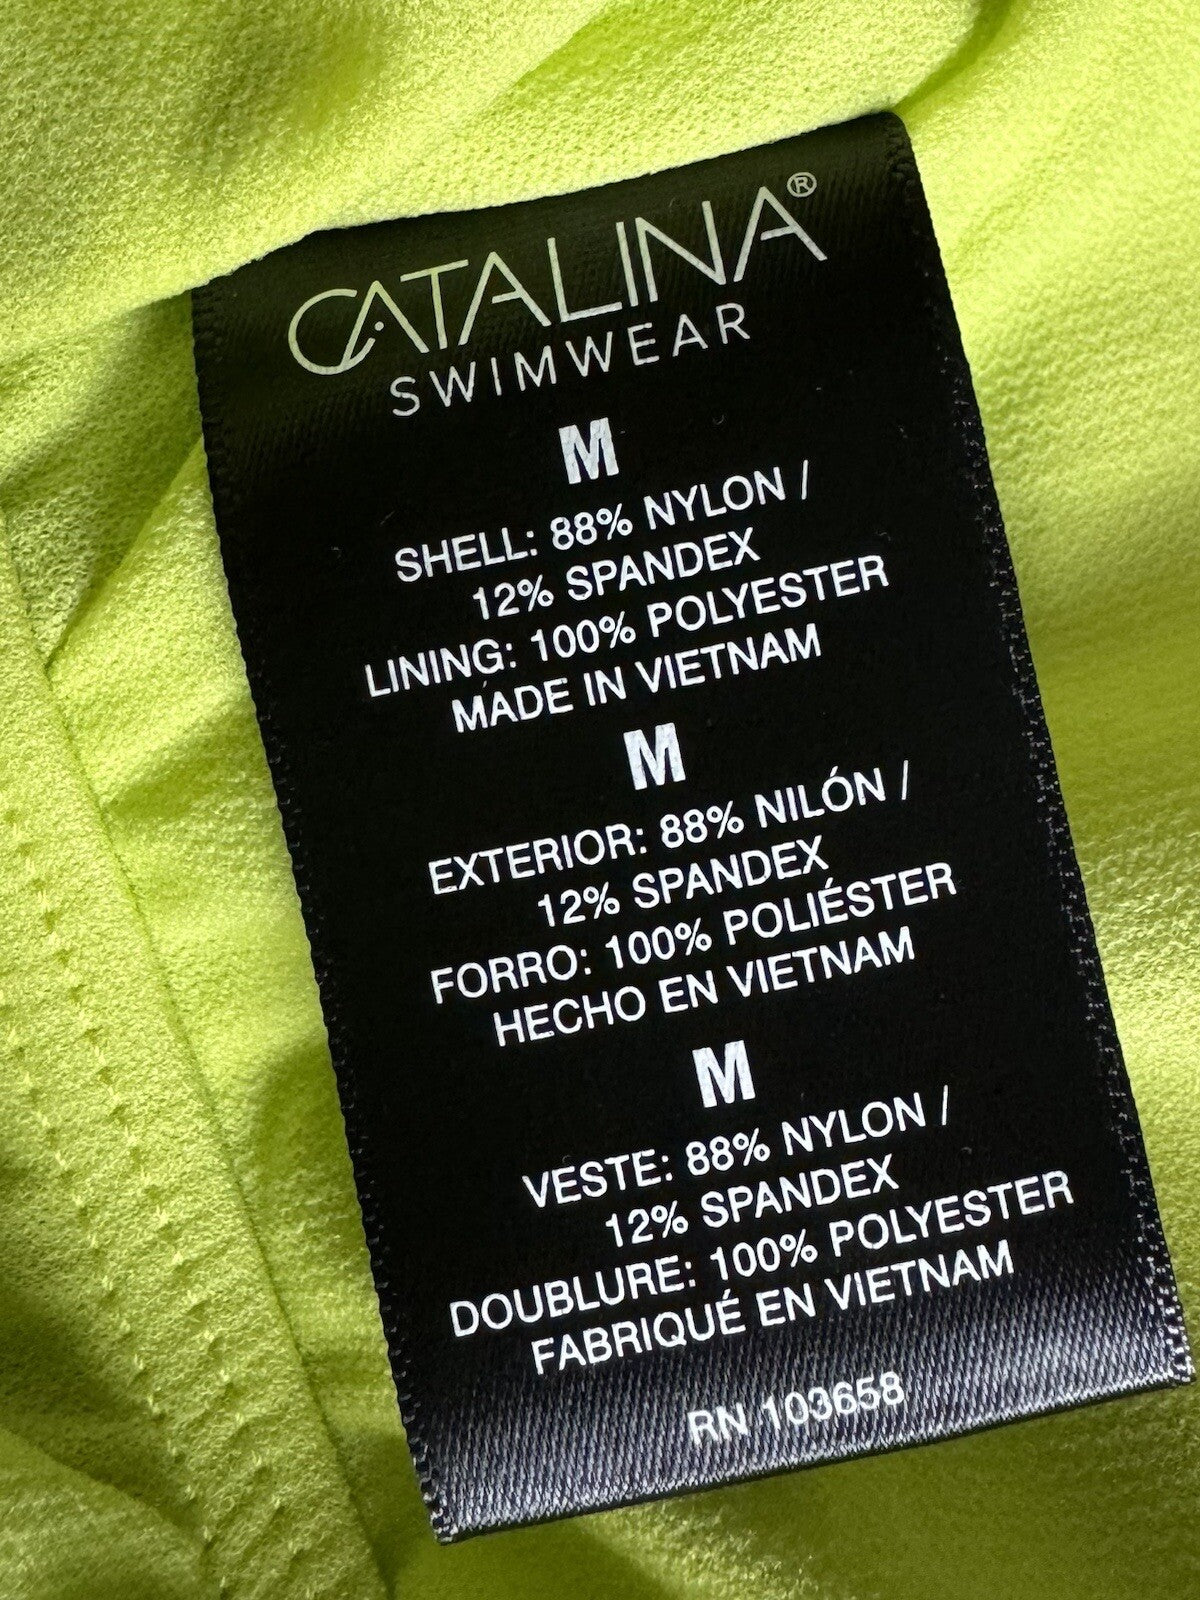 CATALINA®
SWIMWEAR
M
SHELL: 88% NYLON /
12% SPANDEX
LINING: 100% POLYESTER
MADE IN VIETNAM
M
EXTERIOR: 88% NILÓN /
12% SPANDEX
FORRO: 100% POLIÉSTER
HECHO EN VIETNAM
M
VESTE: 88% NYLON /
12% SPANDEX
DOUBLURE: 100% POLYESTER
FABRIQUÉ EN VIETNAM
RN 103658